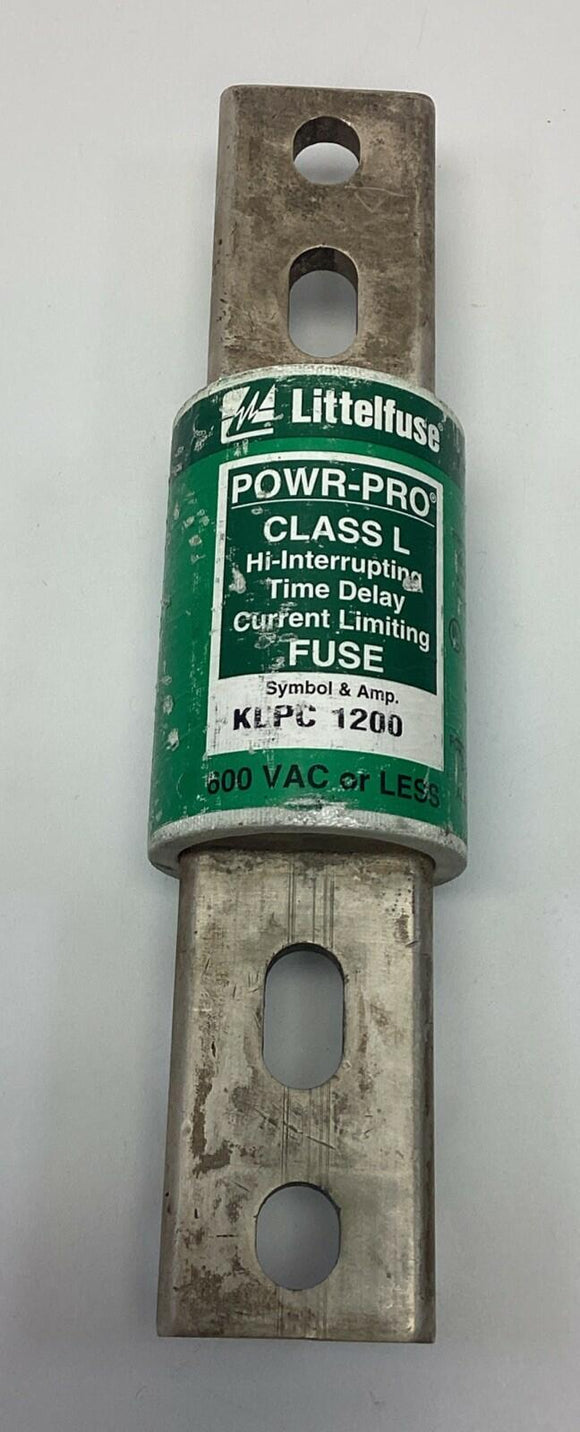 Littelfuse®
POWR-PRO®
CLASS L
Hi-Interrupting
Time Delay
Current Limiting
FUSE
Symbol & Amp.
KLPC 1200
600 VAC or LESS